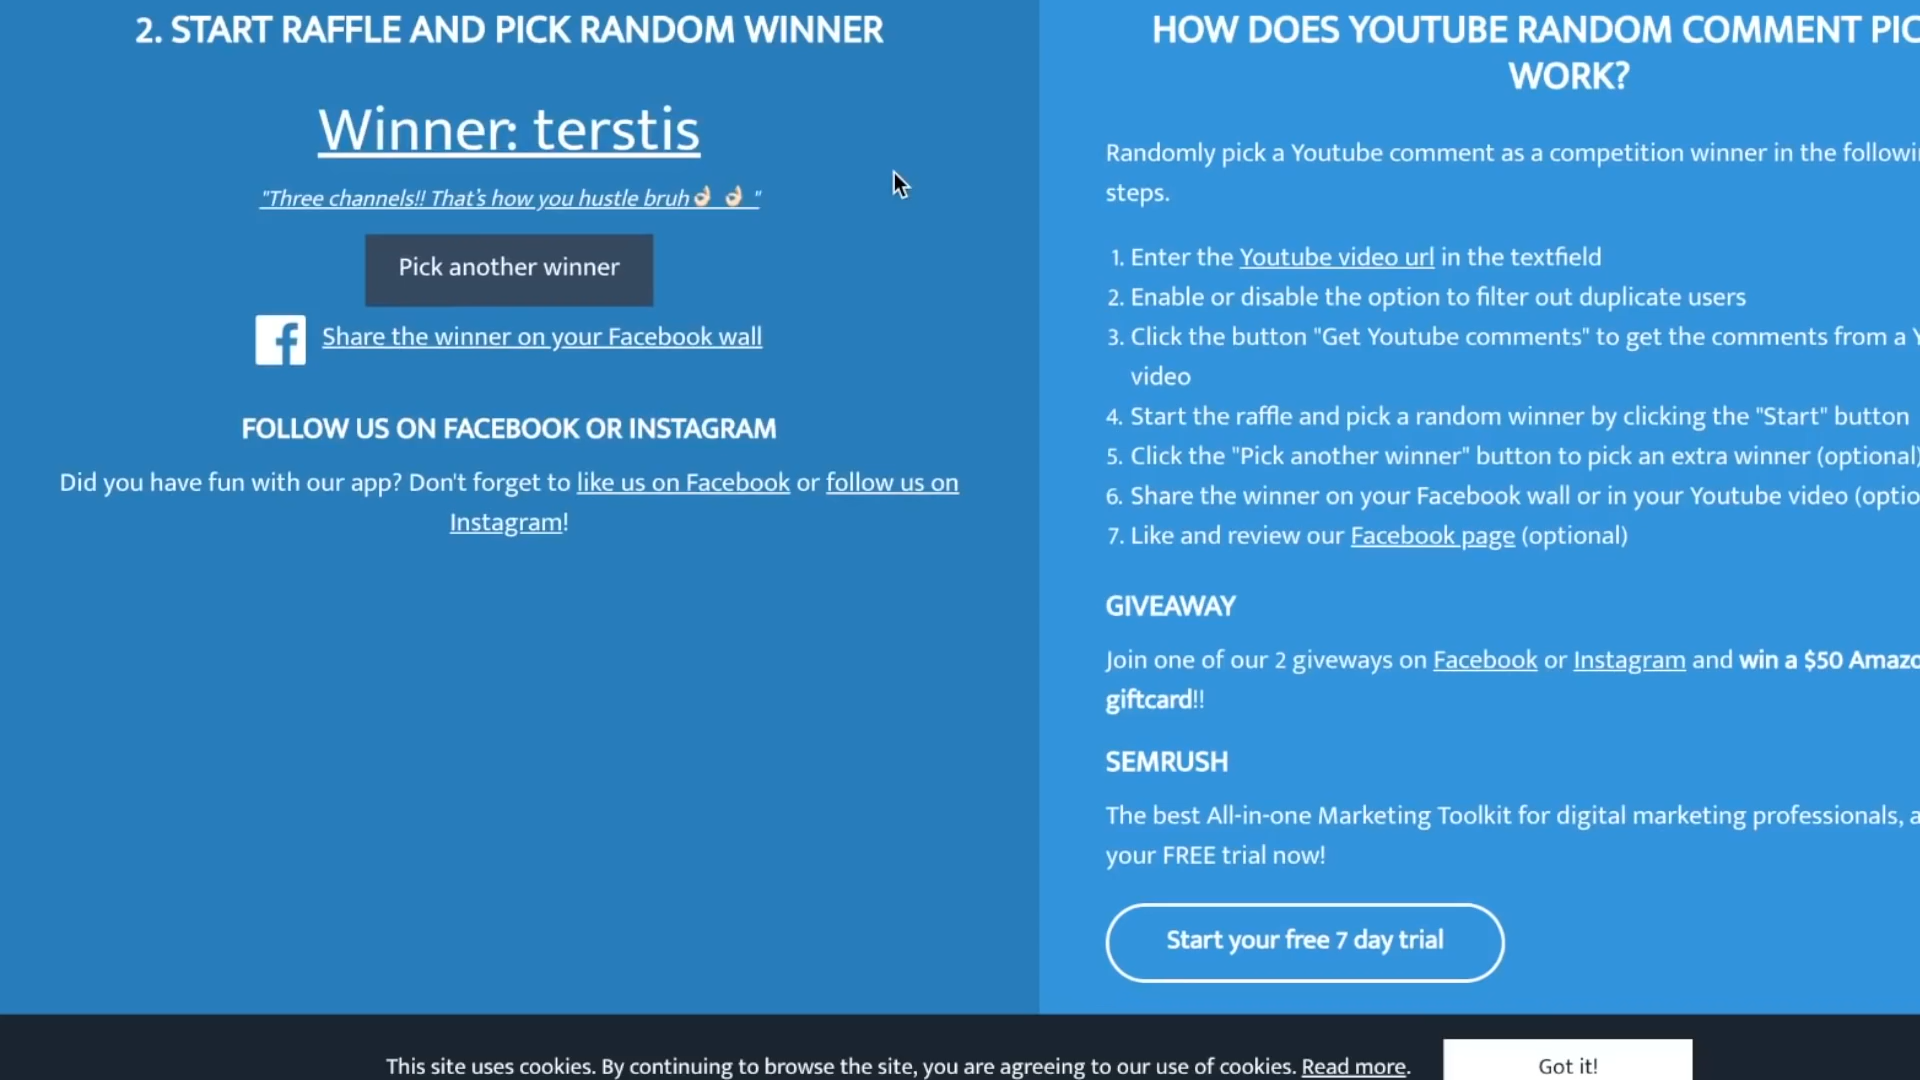 2. START RAFFLE AND PICK RANDOM WINNER
Winner: terstis
"Three channels!! That's how you hustle bruh👌🏻 👌🏻 "
Pick another winner
Share the winner on your Facebook wall
FOLLOW US ON FACEBOOK OR INSTAGRAM
Did you have fun with our app? Don't forget to like us on Facebook or follow us on
Instagram!
HOW DOES YOUTUBE RANDOM COMMENT PIC
WORK?
Randomly pick a Youtube comment as a competition winner in the followin
steps.
1. Enter the Youtube video url in the textfield
2. Enable or disable the option to filter out duplicate users
3. Click the button "Get Youtube comments" to get the comments from a Y
video
4. Start the raffle and pick a random winner by clicking the "Start" button
5. Click the "Pick another winner" button to pick an extra winner (optional)
6. Share the winner on your Facebook wall or in your Youtube video (optio
7. Like and review our Facebook page (optional)
GIVEAWAY
Join one of our 2 giveways on Facebook or Instagram and win a $50 Amazo
giftcard!!
SEMRUSH
The best All-in-one Marketing Toolkit for digital marketing professionals, a
your FREE trial now!
Start your free 7 day trial
This site uses cookies. By continuing to browse the site, you are agreeing to our use of cookies. Read more.
Got it!